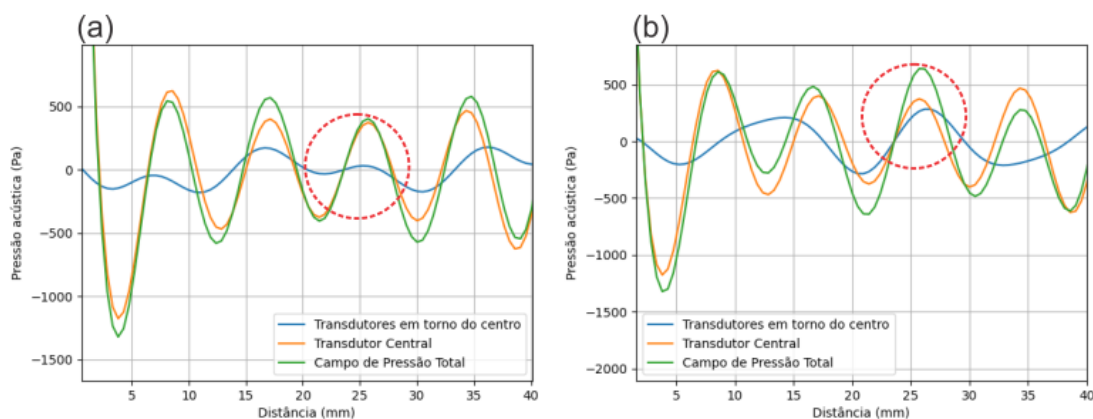 (a)
Pressão acústica (Pa)
500
0
−500
−1000
−1500
5 10 15 20 25 30 35 40
Distância (mm)
Transdutores em torno do centro
Transdutor Central
Campo de Pressão Total
(b)
Pressão acústica (Pa)
500
0
−500
−1000
−1500
−2000
5 10 15 20 25 30 35 40
Distância (mm)
Transdutores em torno do centro
Transdutor Central
Campo de Pressão Total